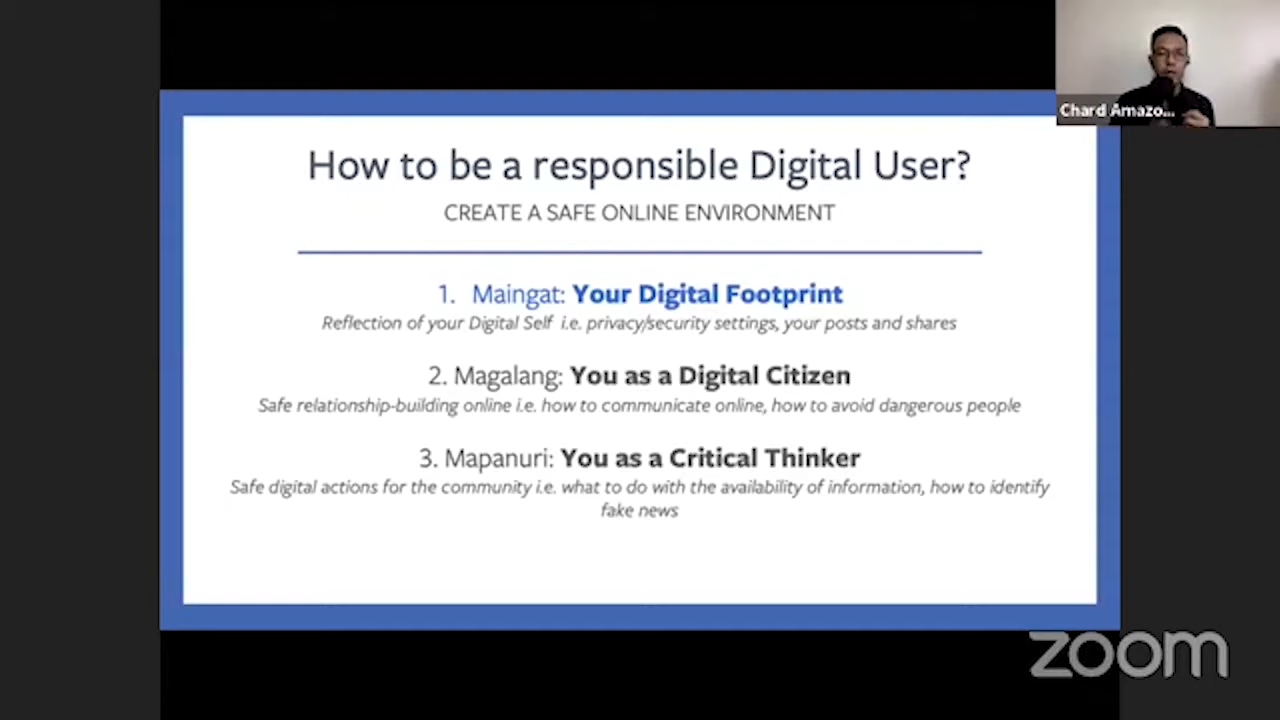 Chard Amazo...
How to be a responsible Digital User?
CREATE A SAFE ONLINE ENVIRONMENT
1. Maingat: Your Digital Footprint
Reflection of your Digital Self i.e. privacy/security settings, your posts and shares
2. Magalang: You as a Digital Citizen
Safe relationship-building online i.e. how to communicate online, how to avoid dangerous people
3. Mapanuri: You as a Critical Thinker
Safe digital actions for the community i.e. what to do with the availability of information, how to identify
fake news
zoom